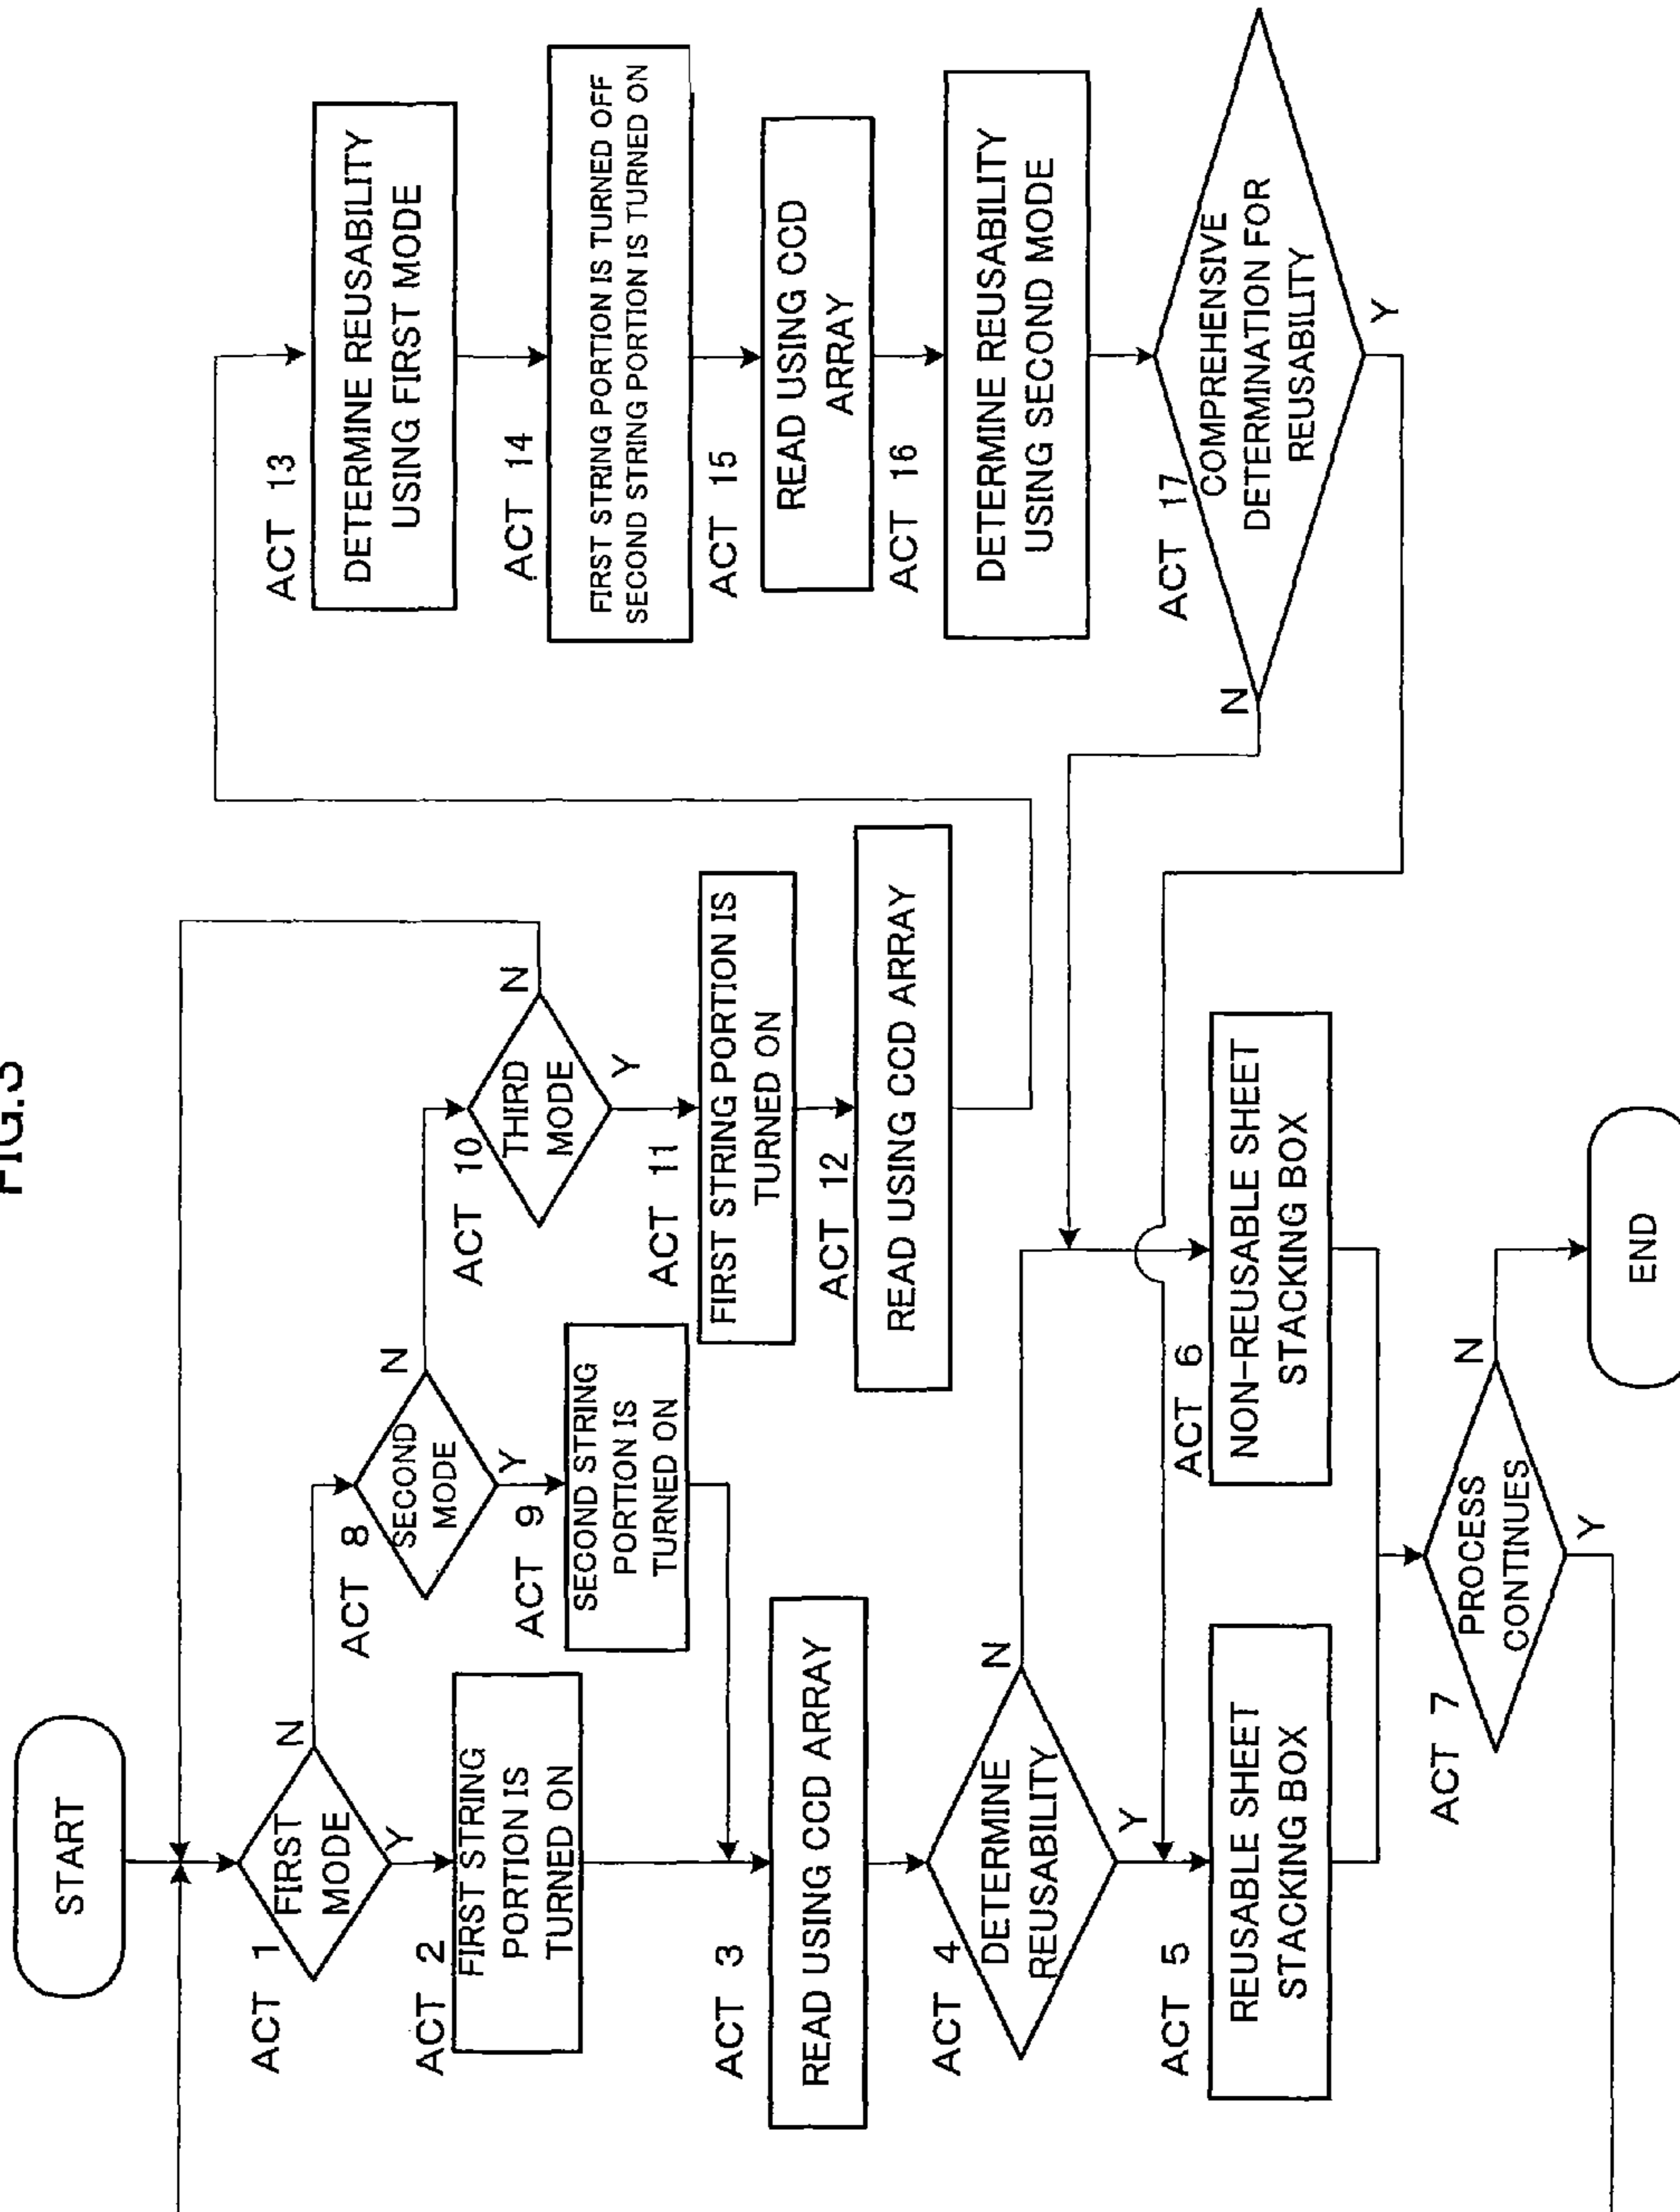 FIG.3
START
ACT 1
FIRST
MODE
N
Y
ACT 2
FIRST STRING
PORTION IS
TURNED ON
ACT 3
READ USING CCD ARRAY
ACT 4
DETERMINE
REUSABILITY
N
Y
ACT 5
REUSABLE SHEET
STACKING BOX
ACT 6
NON-REUSABLE SHEET
STACKING BOX
ACT 7
PROCESS
CONTINUES
N
Y
END
ACT 8
SECOND
MODE
N
Y
ACT 9
SECOND STRING
PORTION IS
TURNED ON
ACT 10
THIRD
MODE
N
Y
ACT 11
FIRST STRING PORTION IS
TURNED ON
ACT 12
READ USING CCD ARRAY
ACT 13
DETERMINE REUSABILITY
USING FIRST MODE
ACT 14
FIRST STRING PORTION IS TURNED OFF
SECOND STRING PORTION IS TURNED ON
ACT 15
READ USING CCD
ARRAY
ACT 16
DETERMINE REUSABILITY
USING SECOND MODE
ACT 17
COMPREHENSIVE
DETERMINATION FOR
REUSABILITY
N
Y